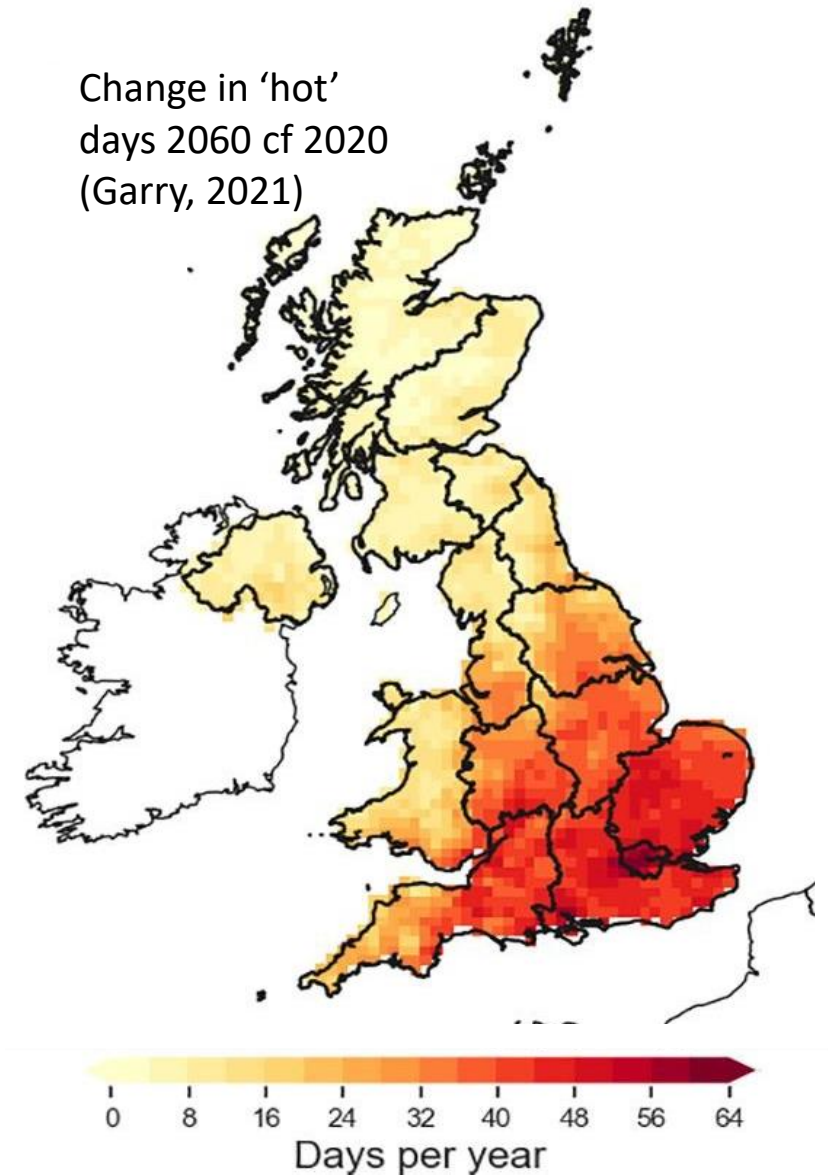 Change in ‘hot’
days 2060 cf 2020
(Garry, 2021)
0 8 16 24 32 40 48 56 64
Days per year